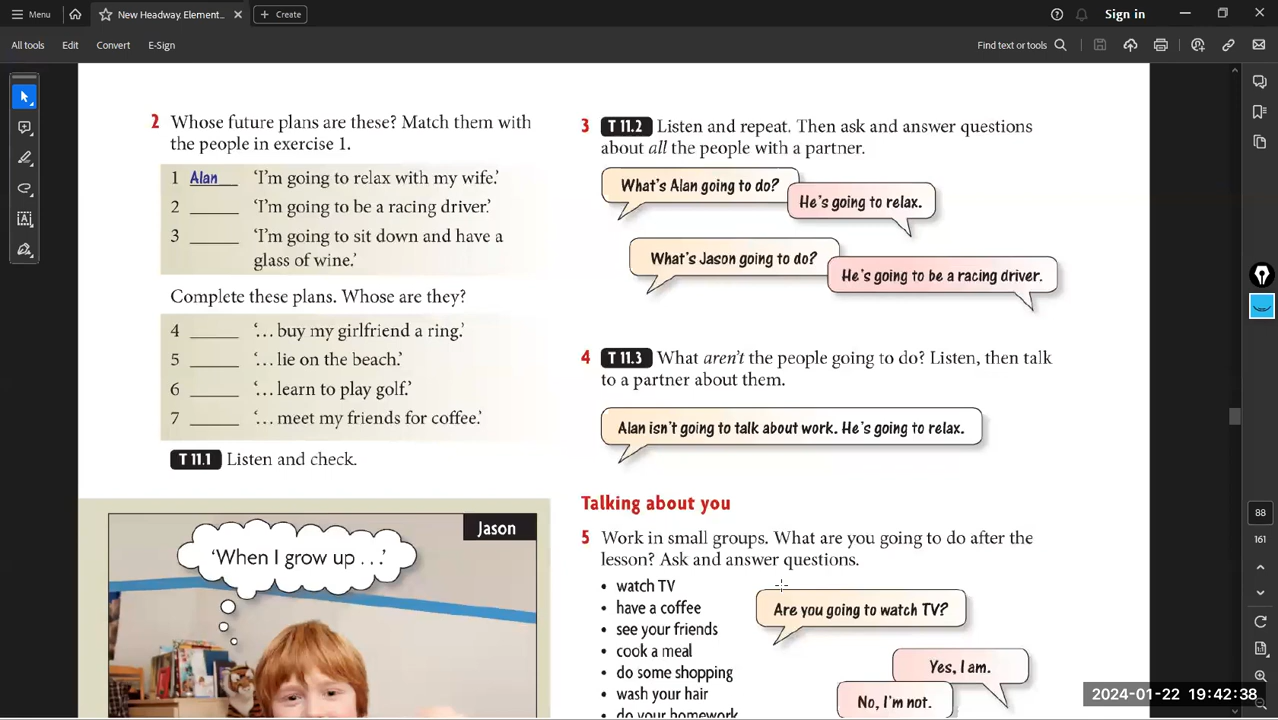 Menu
New Headway. Element...
Create
Sign in
All tools
Edit
Convert
E-Sign
Find text or tools
2 Whose future plans are these? Match them with
the people in exercise 1.
1 Alan 'I'm going to relax with my wife.'
2 ______ 'I'm going to be a racing driver.'
3 ______ 'I'm going to sit down and have a
glass of wine.'
Complete these plans. Whose are they?
4 ______ '… buy my girlfriend a ring.'
5 ______ '… lie on the beach.'
6 ______ '… learn to play golf.'
7 ______ '… meet my friends for coffee.'
T 11.1 Listen and check.
Jason
'When I grow up . . .'
3 T 11.2 Listen and repeat. Then ask and answer questions
about all the people with a partner.
What's Alan going to do?
He's going to relax.
What's Jason going to do?
He's going to be a racing driver.
4 T 11.3 What aren't the people going to do? Listen, then talk
to a partner about them.
Alan isn't going to talk about work. He's going to relax.
Talking about you
5 Work in small groups. What are you going to do after the
lesson? Ask and answer questions.
• watch TV
• have a coffee
• see your friends
• cook a meal
• do some shopping
• wash your hair
• do your homework
Are you going to watch TV?
Yes, I am.
No, I'm not.
88
161
2024-01-22 19:42:38